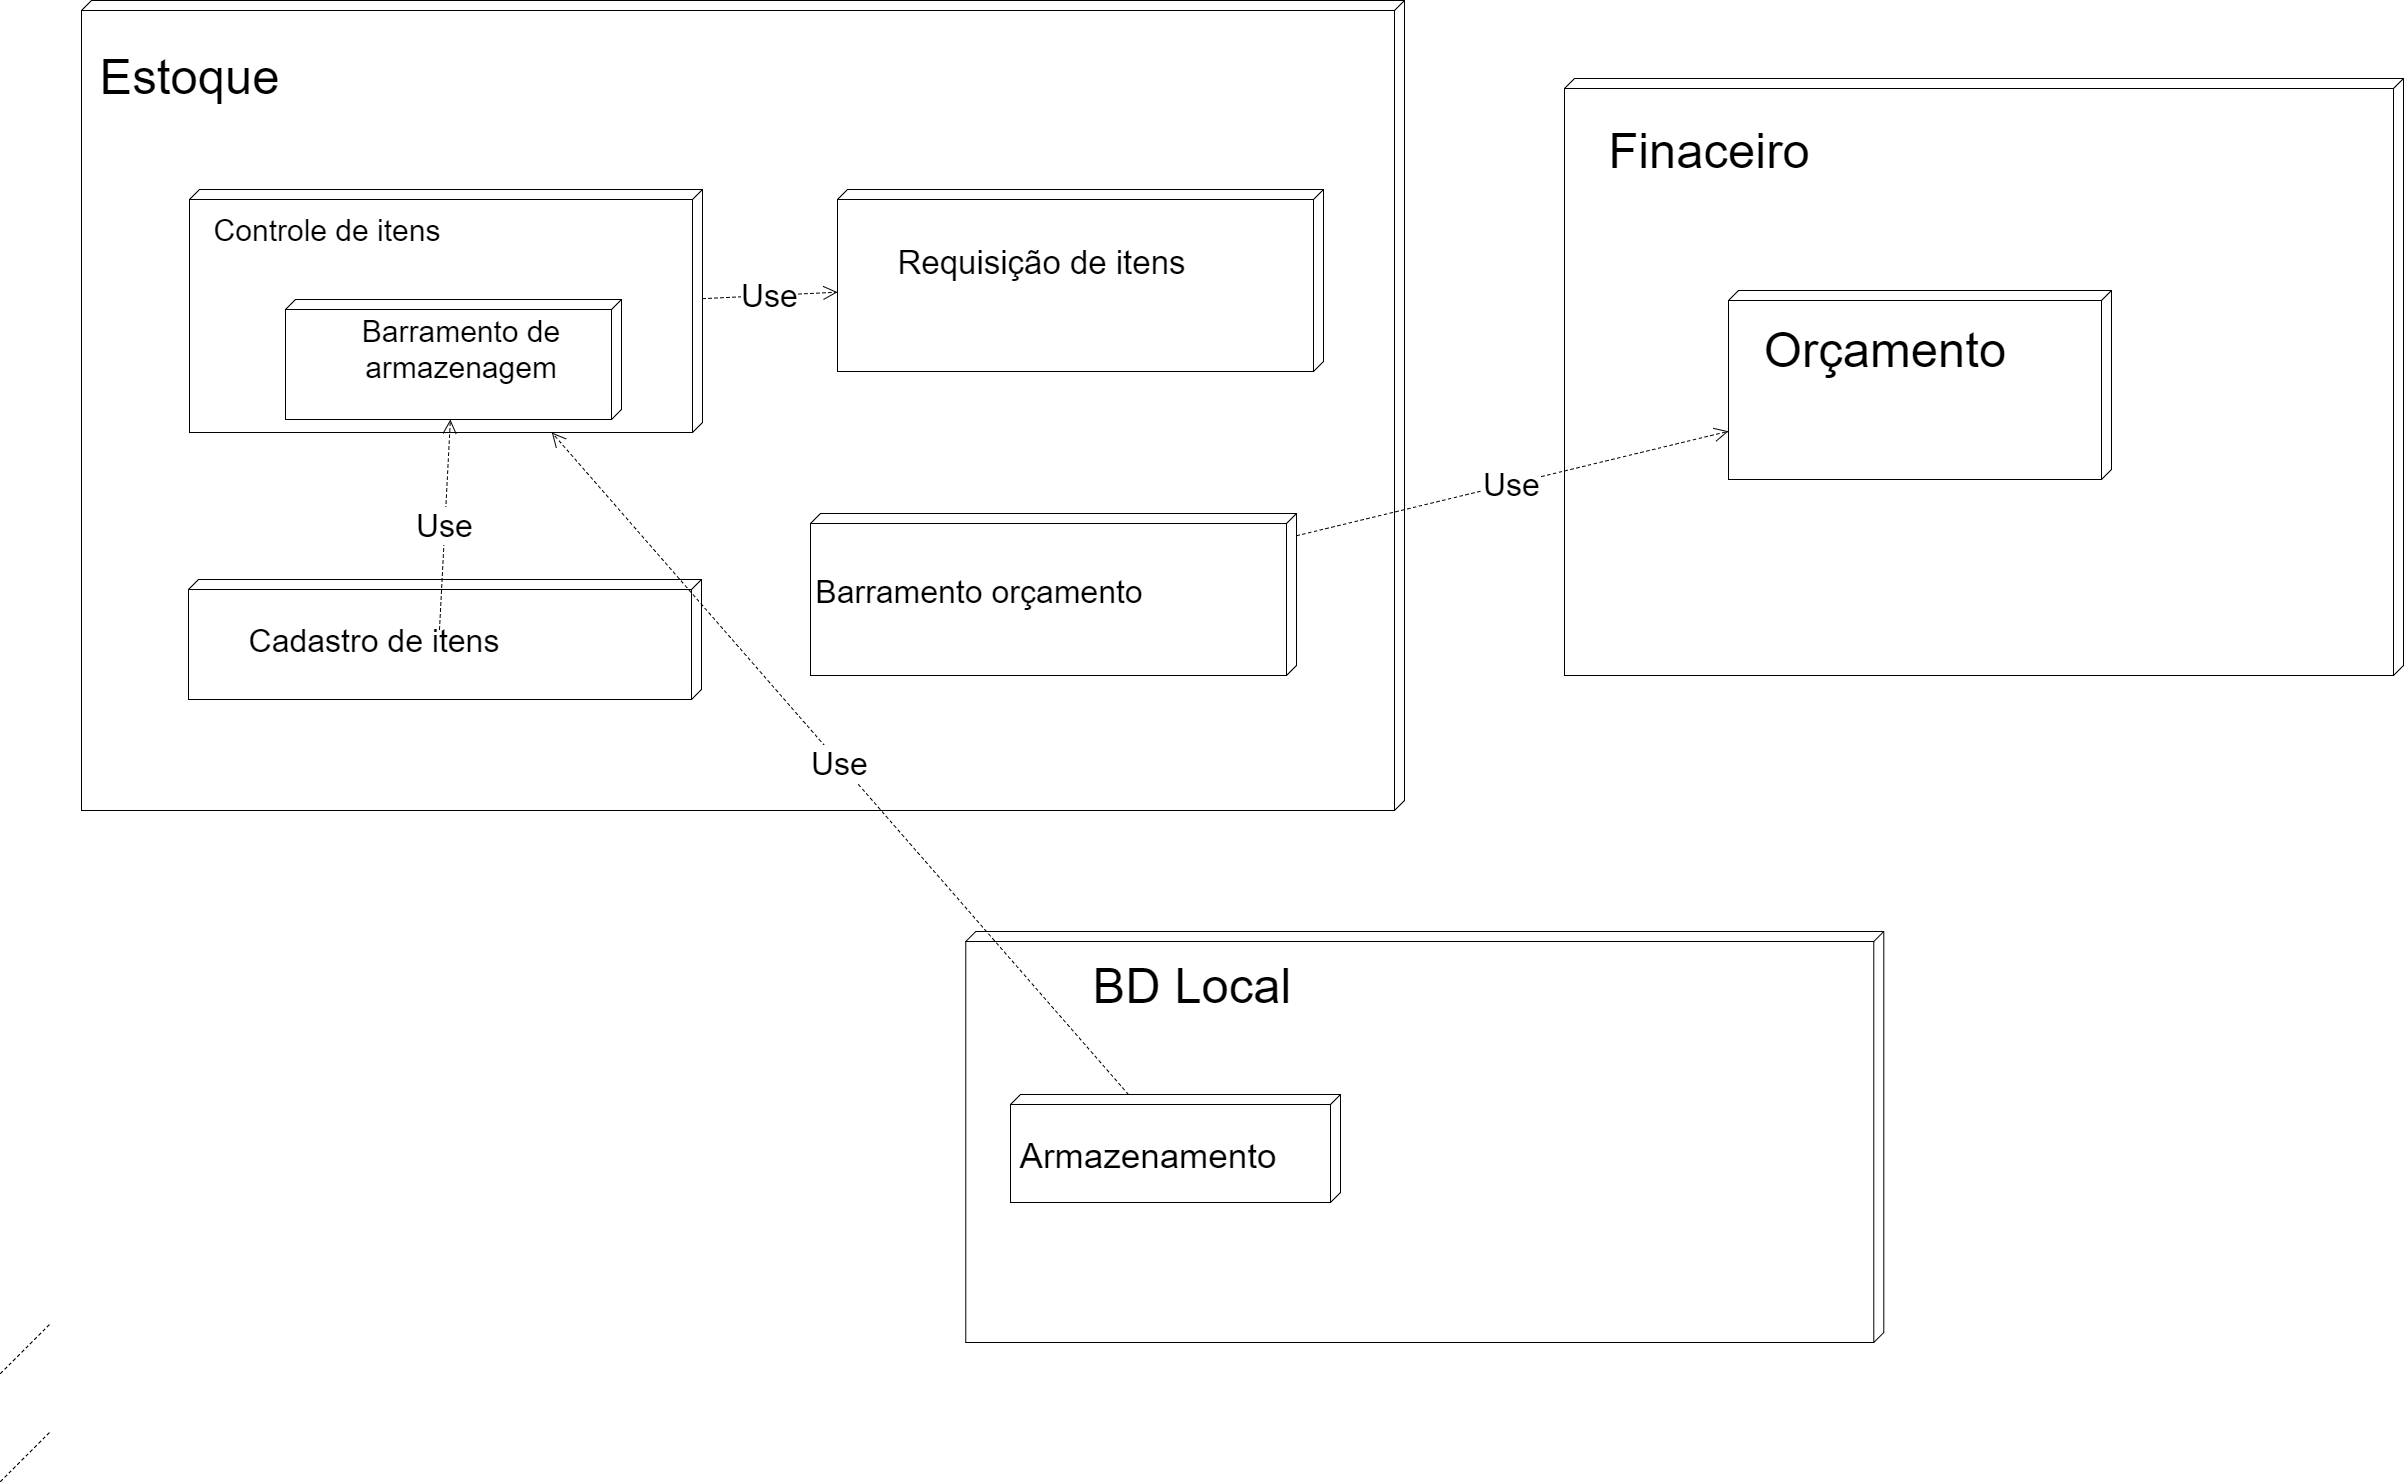 Estoque
Finaceiro
Controle de itens
Requisição de itens
Use
Barramento de
armazenagem
Orçamento
Use
Use
Barramento orçamento
Cadastro de itens
Use
BD Local
Armazenamento